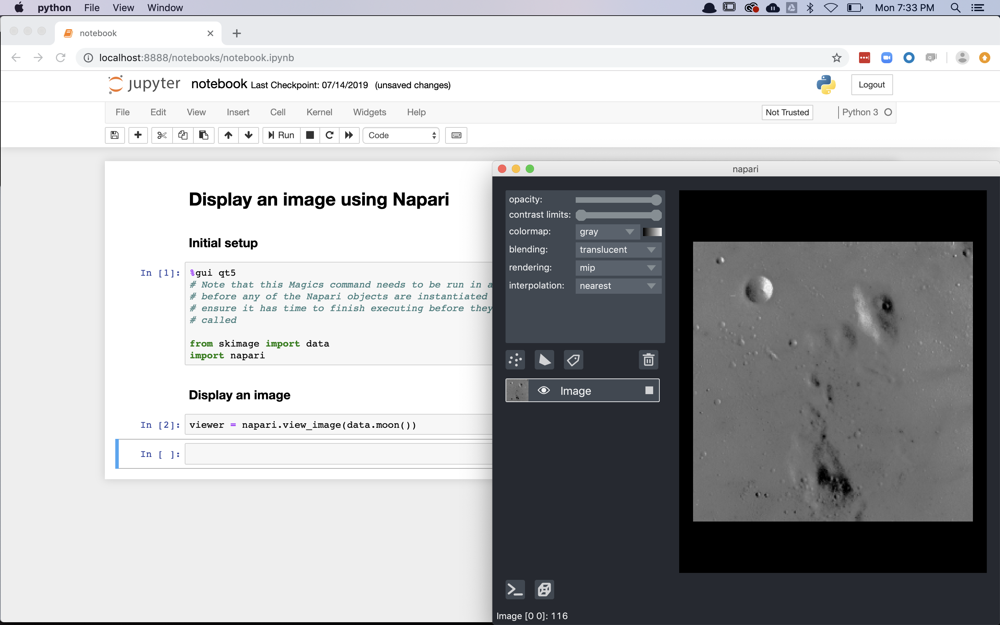 python File View Window Mon 7:33 PM
notebook
localhost:8888/notebooks/notebook.ipynb
jupyter notebook Last Checkpoint: 07/14/2019 (unsaved changes) Logout
File Edit View Insert Cell Kernel Widgets Help Not Trusted Python 3
Run Code
Display an image using Napari
Initial setup
In [1]: %gui qt5
# Note that this Magics command needs to be run in a
# before any of the Napari objects are instantiated
# ensure it has time to finish executing before they
# called
from skimage import data
import napari
Display an image
In [2]: viewer = napari.view_image(data.moon())
In [ ]:
napari
opacity:
contrast limits:
colormap: gray
blending: translucent
rendering: mip
interpolation: nearest
Image
Image [0 0]: 116